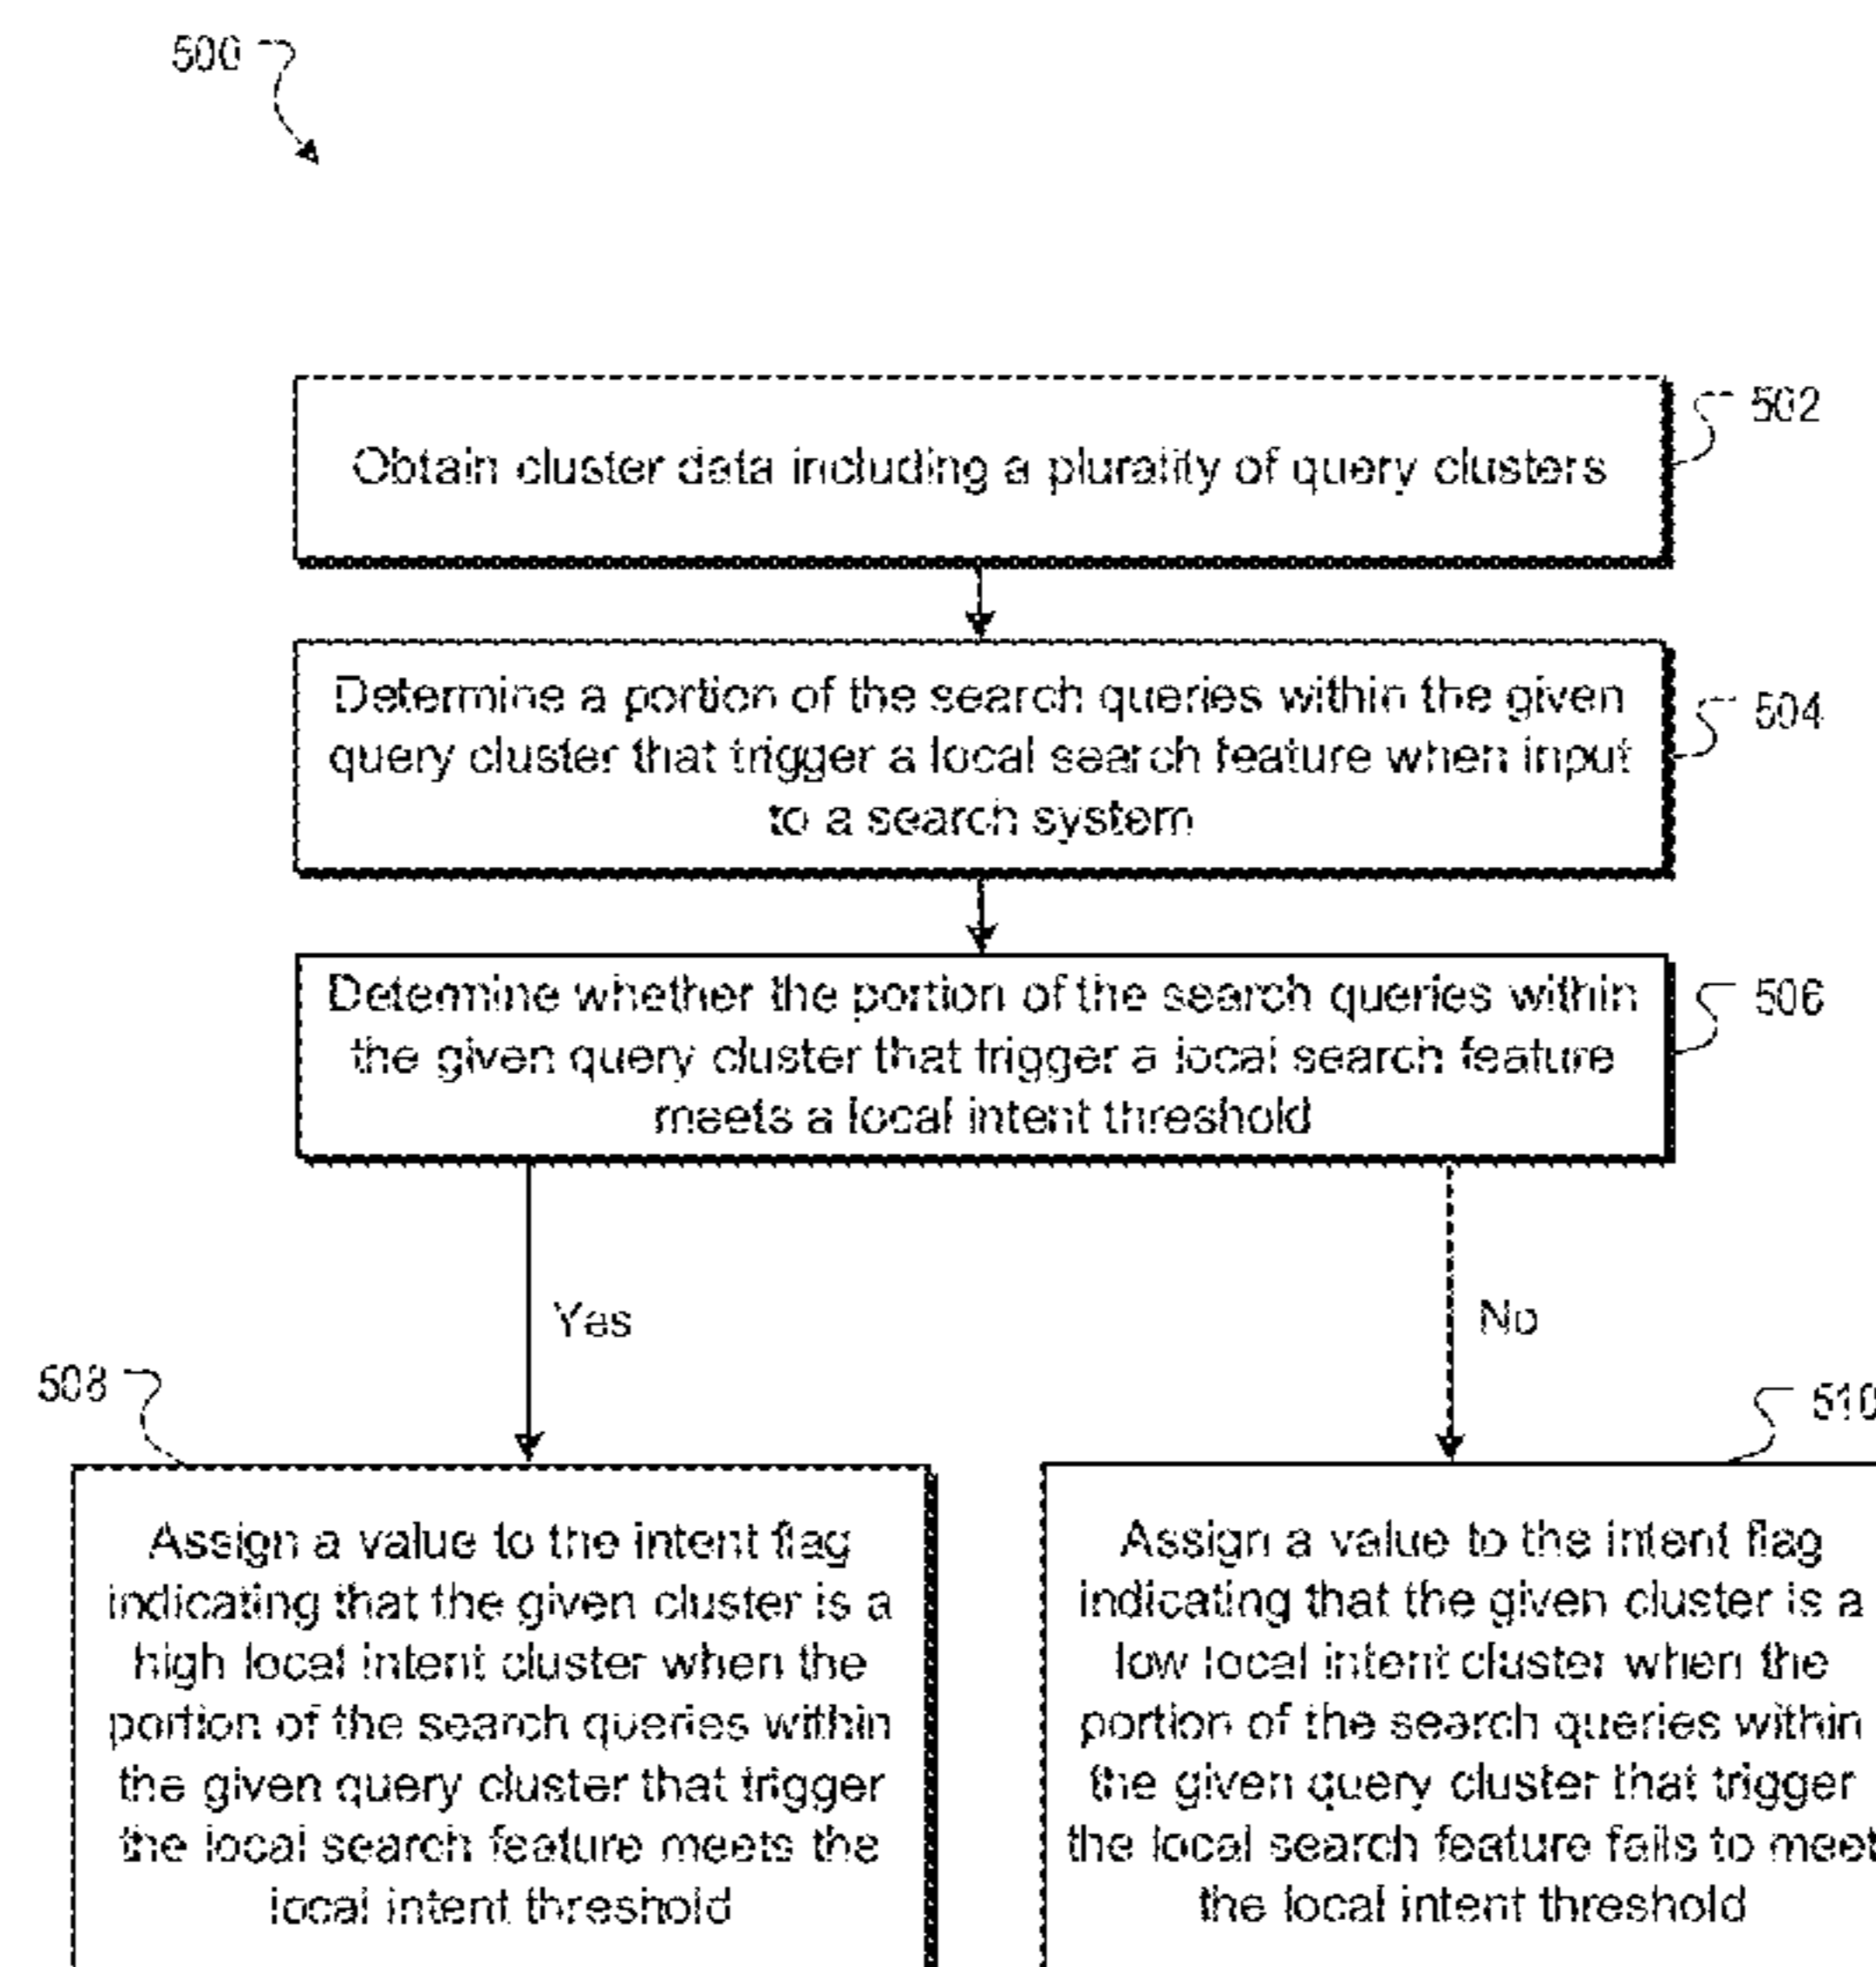 500
Obtain cluster data including a plurality of query clusters
502
Determine a portion of the search queries within the given
query cluster that trigger a local search feature when input
to a search system
504
Determine whether the portion of the search queries within
the given query cluster that trigger a local search feature
meets a local intent threshold
506
Yes
No
508
510
Assign a value to the intent flag
indicating that the given cluster is a
high local intent cluster when the
portion of the search queries within
the given query cluster that trigger
the local search feature meets the
local intent threshold
Assign a value to the intent flag
indicating that the given cluster is a
low local intent cluster when the
portion of the search queries within
the given query cluster that trigger
the local search feature fails to meet
the local intent threshold